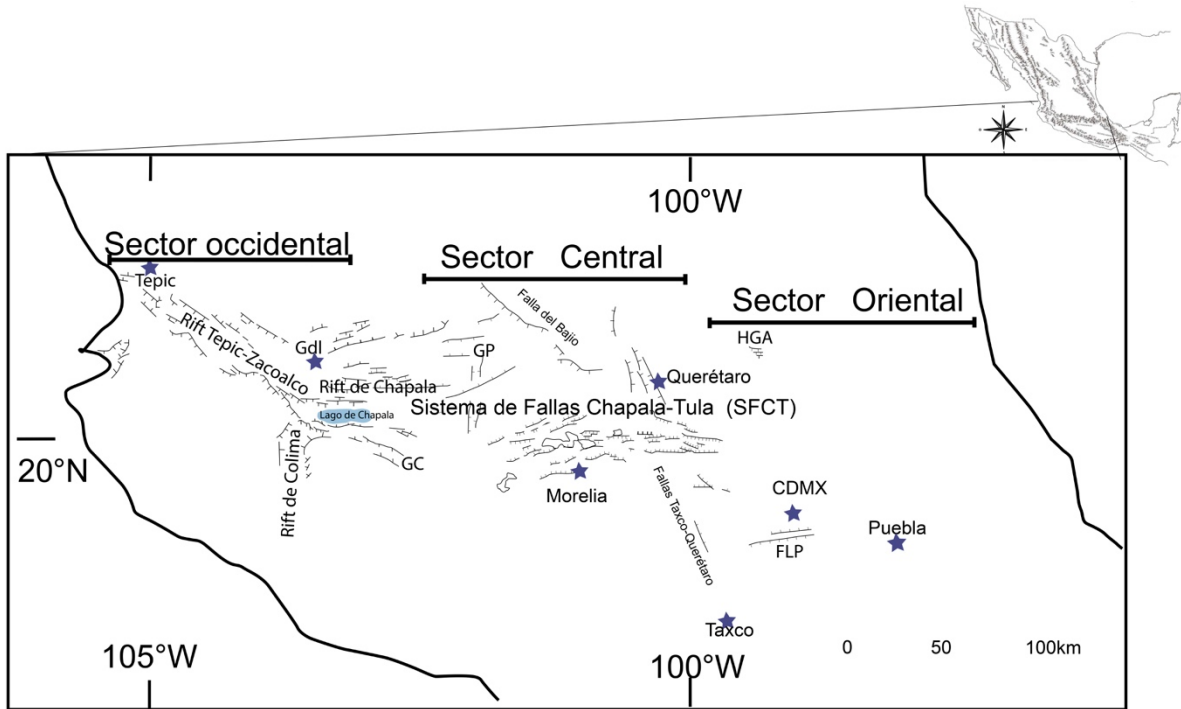 100°W
Sector occidental
Sector Central
Tepic
Sector Oriental
Falla del Bajio
Rift Tepic-Zacoalco
HGA
Gdl
GP
Querétaro
Rift de Chapala
Lago de Chapala
Sistema de Fallas Chapala-Tula (SFCT)
20°N
Rift de Colima
GC
Morelia
Fallas Taxco-Querétaro
CDMX
Puebla
FLP
Taxco
105°W
100°W
0 50 100km